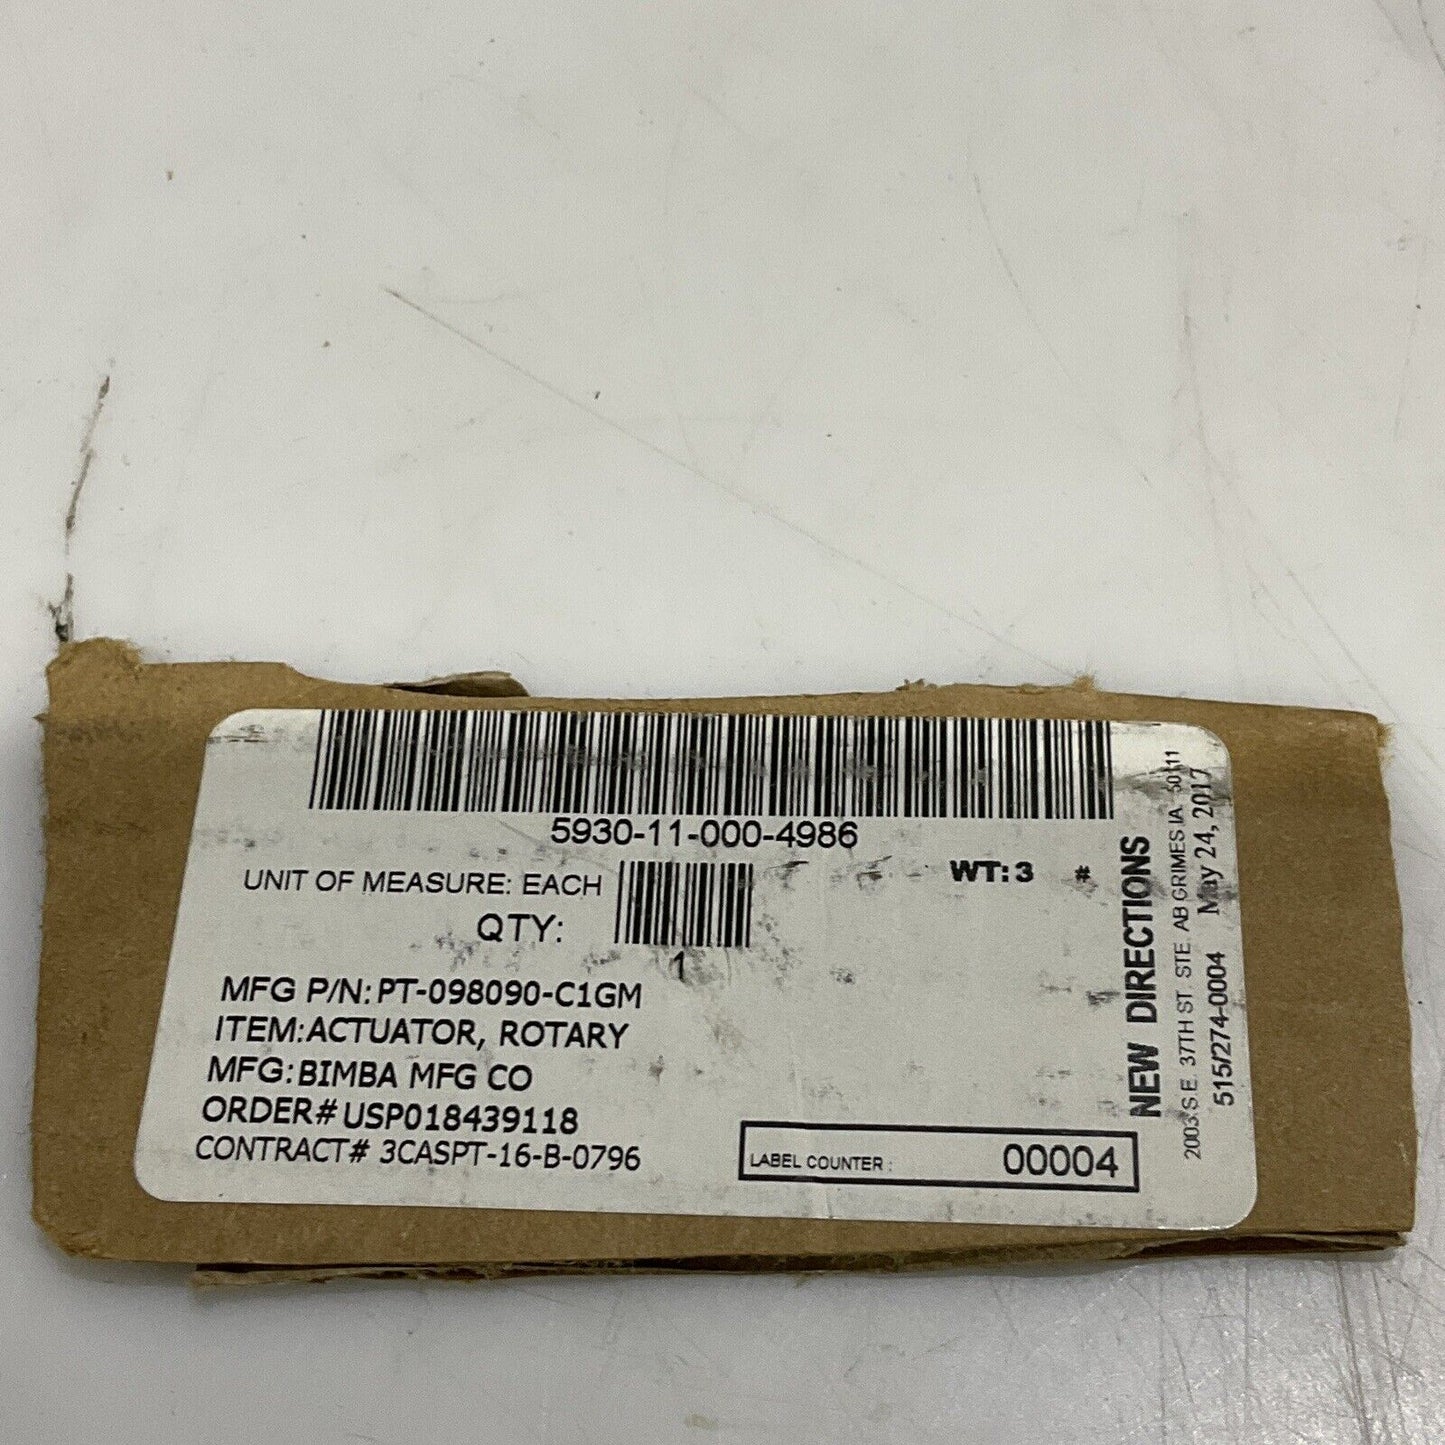 5930-11-000-4986
UNIT OF MEASURE: EACH
WT: 3 #
QTY:
1
MFG P/N: PT-098090-C1GM
ITEM: ACTUATOR, ROTARY
MFG: BIMBA MFG CO
ORDER# USP018439118
CONTRACT# 3CASPT-16-B-0796
LABEL COUNTER : 00004
NEW DIRECTIONS
2003 S.E. 37TH ST. STE. AB GRIMES IA
515/274-0004 May 24, 2017